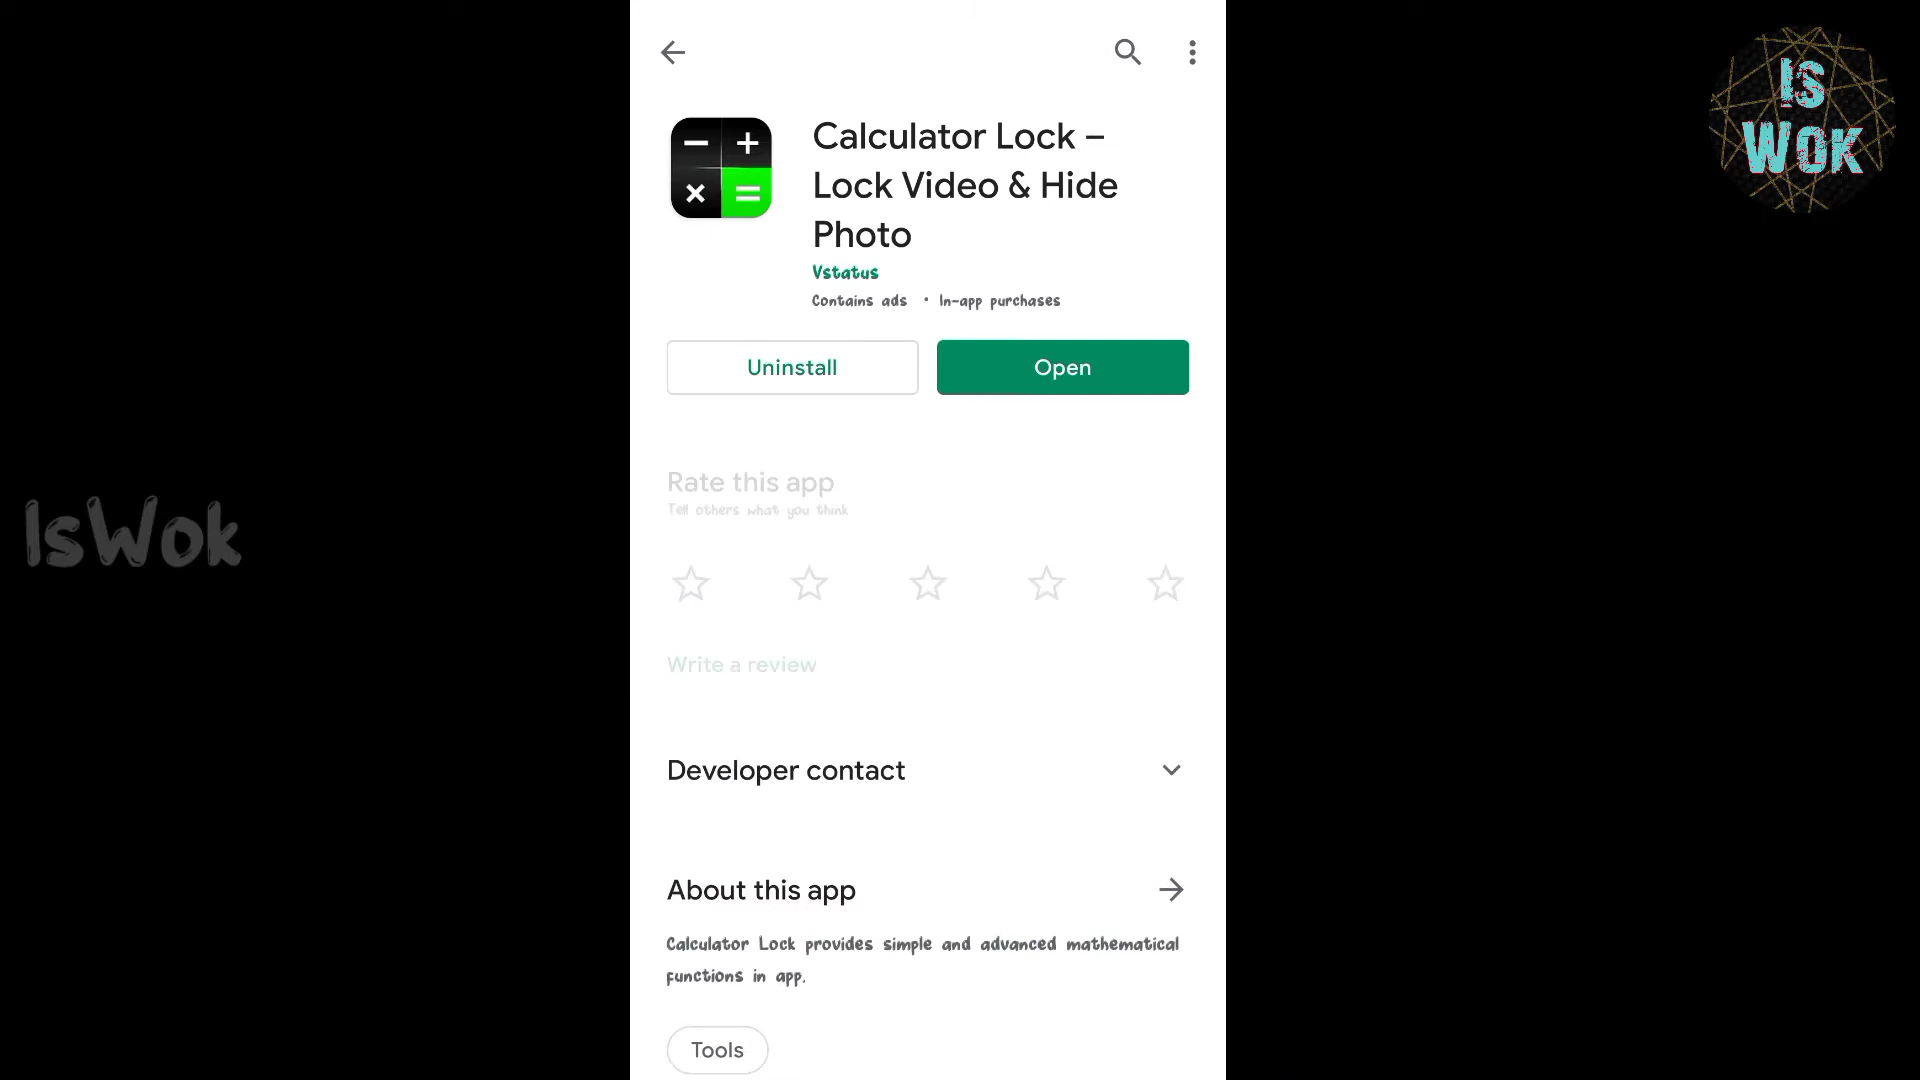 IS
WOK
Calculator Lock –
Lock Video & Hide
Photo
Vstatus
Contains ads • In-app purchases
Uninstall
Open
IsWok
Rate this app
Tell others what you think
Write a review
Developer contact
About this app
Calculator Lock provides simple and advanced mathematical
functions in app.
Tools